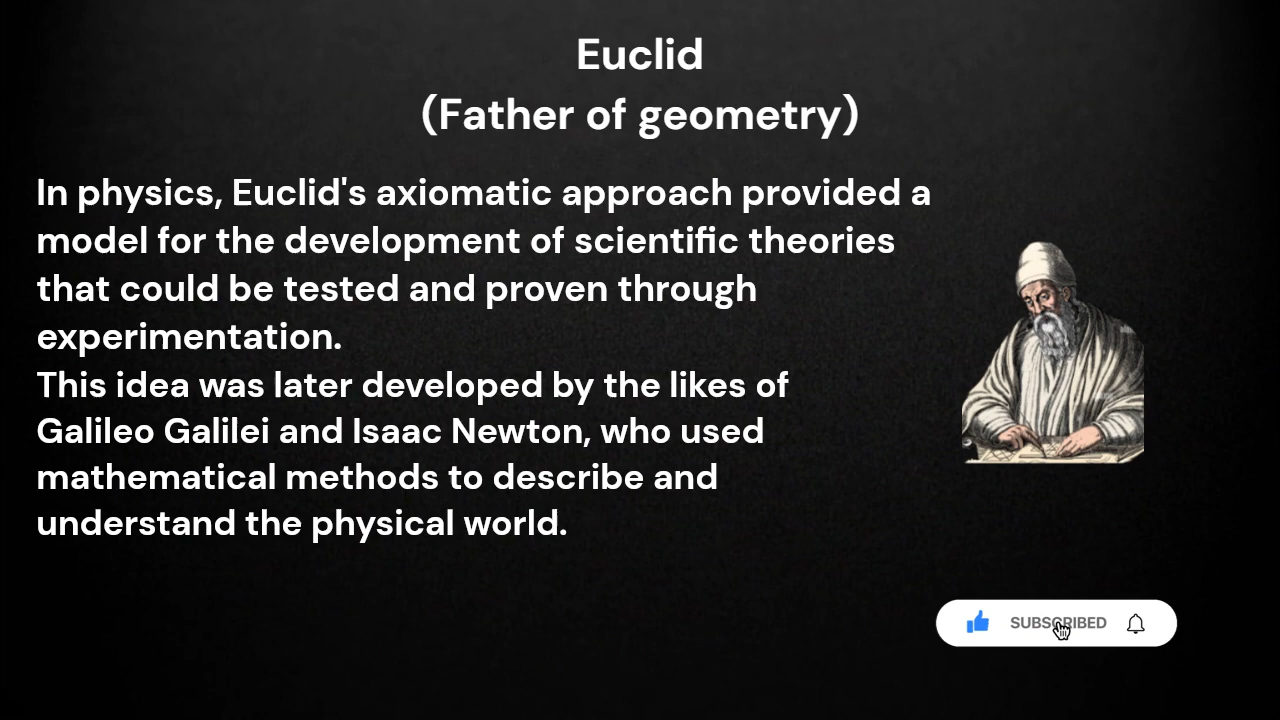 Euclid
(Father of geometry)
In physics, Euclid's axiomatic approach provided a
model for the development of scientific theories
that could be tested and proven through
experimentation.
This idea was later developed by the likes of
Galileo Galilei and Isaac Newton, who used
mathematical methods to describe and
understand the physical world.
SUBSCRIBED